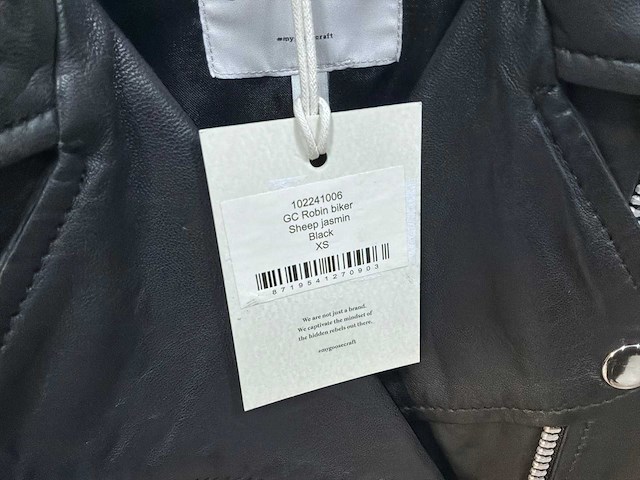 102241006
GC Robin biker
Sheep jasmin
Black
XS
8719541270903
We are not just a brand.
We captivate the mindset of
the hidden rebels out there.
#mygoosecraft